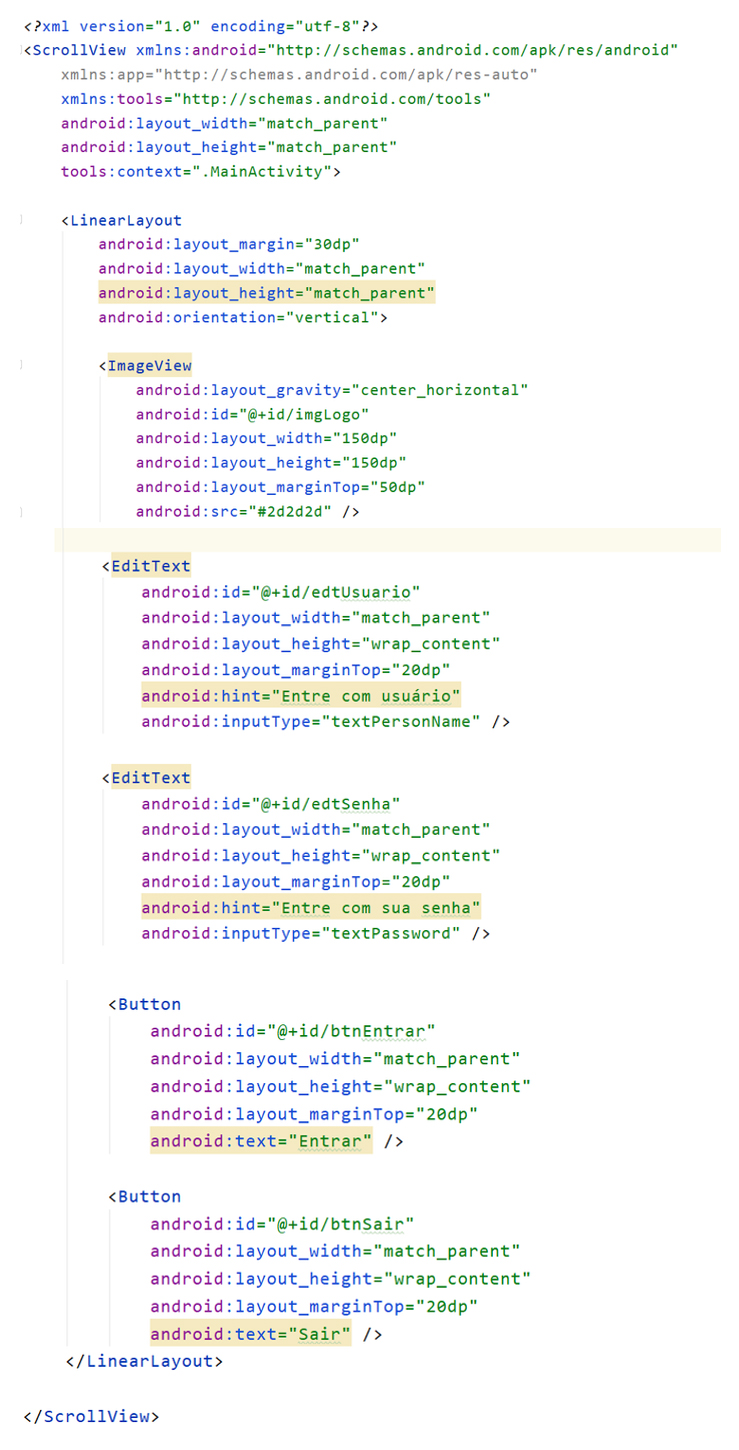 <?xml version="1.0" encoding="utf-8"?>
<ScrollView xmlns:android="http://schemas.android.com/apk/res/android"
    xmlns:app="http://schemas.android.com/apk/res-auto"
    xmlns:tools="http://schemas.android.com/tools"
    android:layout_width="match_parent"
    android:layout_height="match_parent"
    tools:context=".MainActivity">

    <LinearLayout
        android:layout_margin="30dp"
        android:layout_width="match_parent"
        android:layout_height="match_parent"
        android:orientation="vertical">

        <ImageView
            android:layout_gravity="center_horizontal"
            android:id="@+id/imgLogo"
            android:layout_width="150dp"
            android:layout_height="150dp"
            android:layout_marginTop="50dp"
            android:src="#2d2d2d" />

        <EditText
            android:id="@+id/edtUsuario"
            android:layout_width="match_parent"
            android:layout_height="wrap_content"
            android:layout_marginTop="20dp"
            android:hint="Entre com usuário"
            android:inputType="textPersonName" />

        <EditText
            android:id="@+id/edtSenha"
            android:layout_width="match_parent"
            android:layout_height="wrap_content"
            android:layout_marginTop="20dp"
            android:hint="Entre com sua senha"
            android:inputType="textPassword" />

        <Button
            android:id="@+id/btnEntrar"
            android:layout_width="match_parent"
            android:layout_height="wrap_content"
            android:layout_marginTop="20dp"
            android:text="Entrar" />

        <Button
            android:id="@+id/btnSair"
            android:layout_width="match_parent"
            android:layout_height="wrap_content"
            android:layout_marginTop="20dp"
            android:text="Sair" />
    </LinearLayout>

</ScrollView>